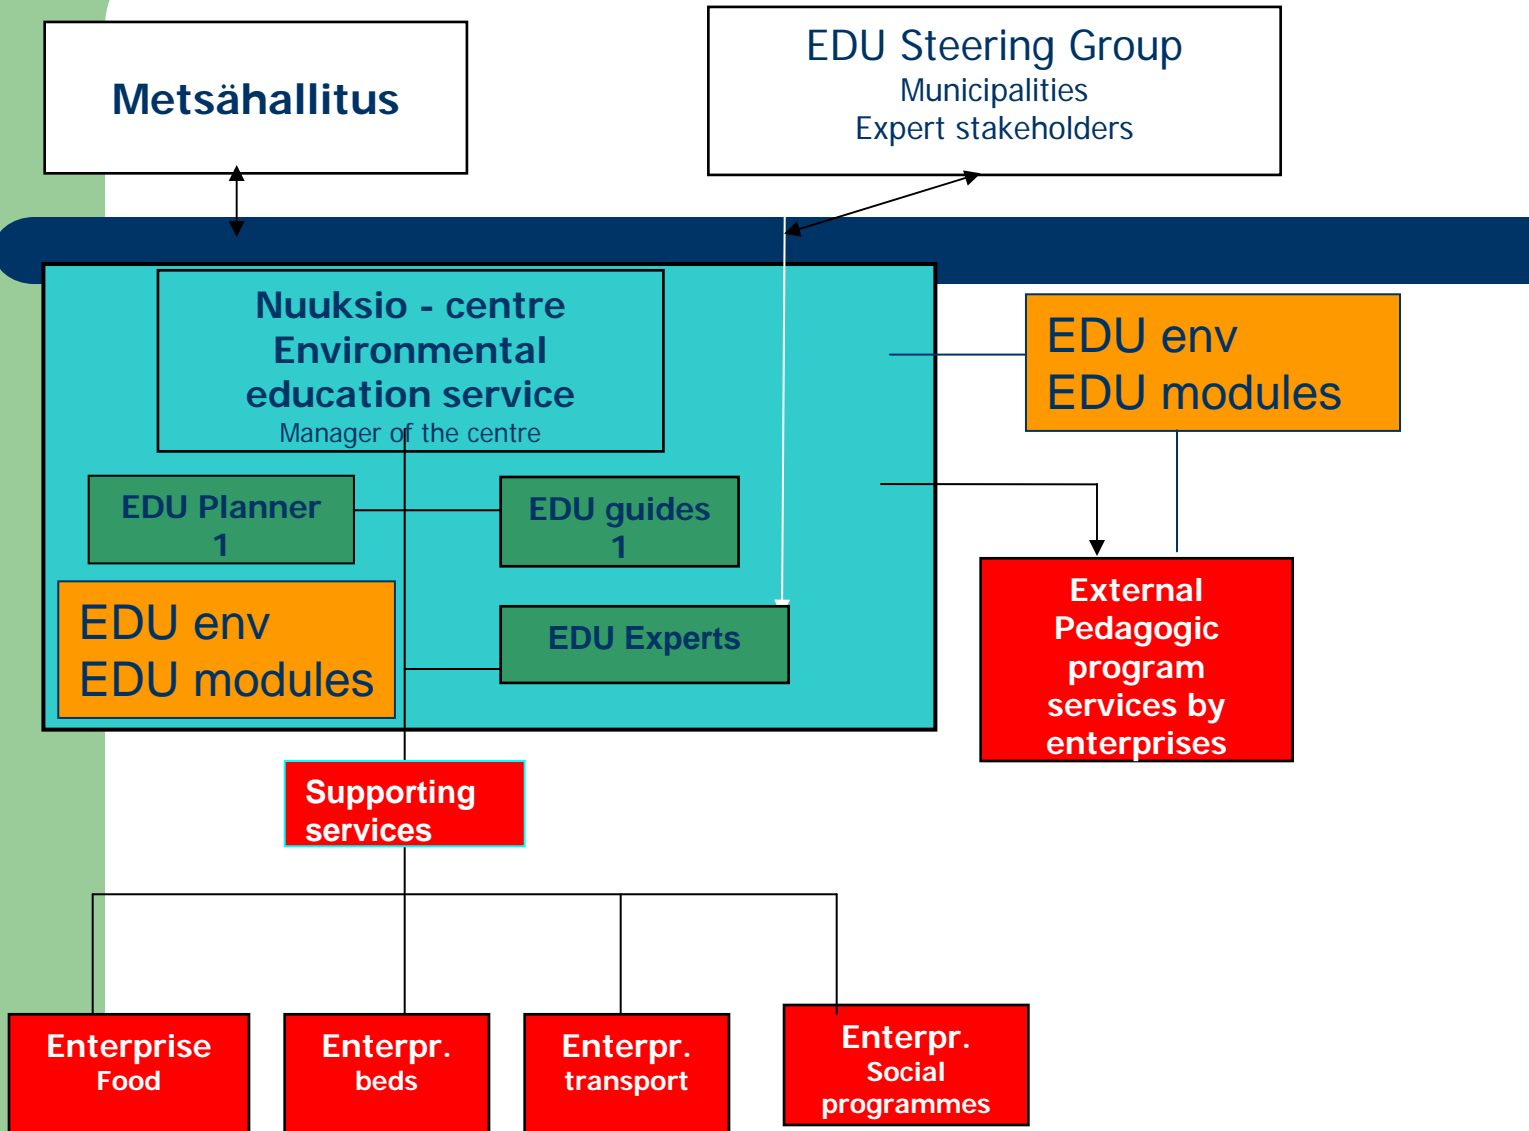 Metsähallitus
EDU Steering Group
Municipalities
Expert stakeholders
Nuuksio - centre
Environmental
education service
Manager of the centre
EDU env
EDU modules
EDU Planner
1
EDU guides
1
EDU env
EDU modules
EDU Experts
External
Pedagogic
program
services by
enterprises
Supporting
services
Enterprise
Food
Enterpr.
beds
Enterpr.
transport
Enterpr.
Social
programmes